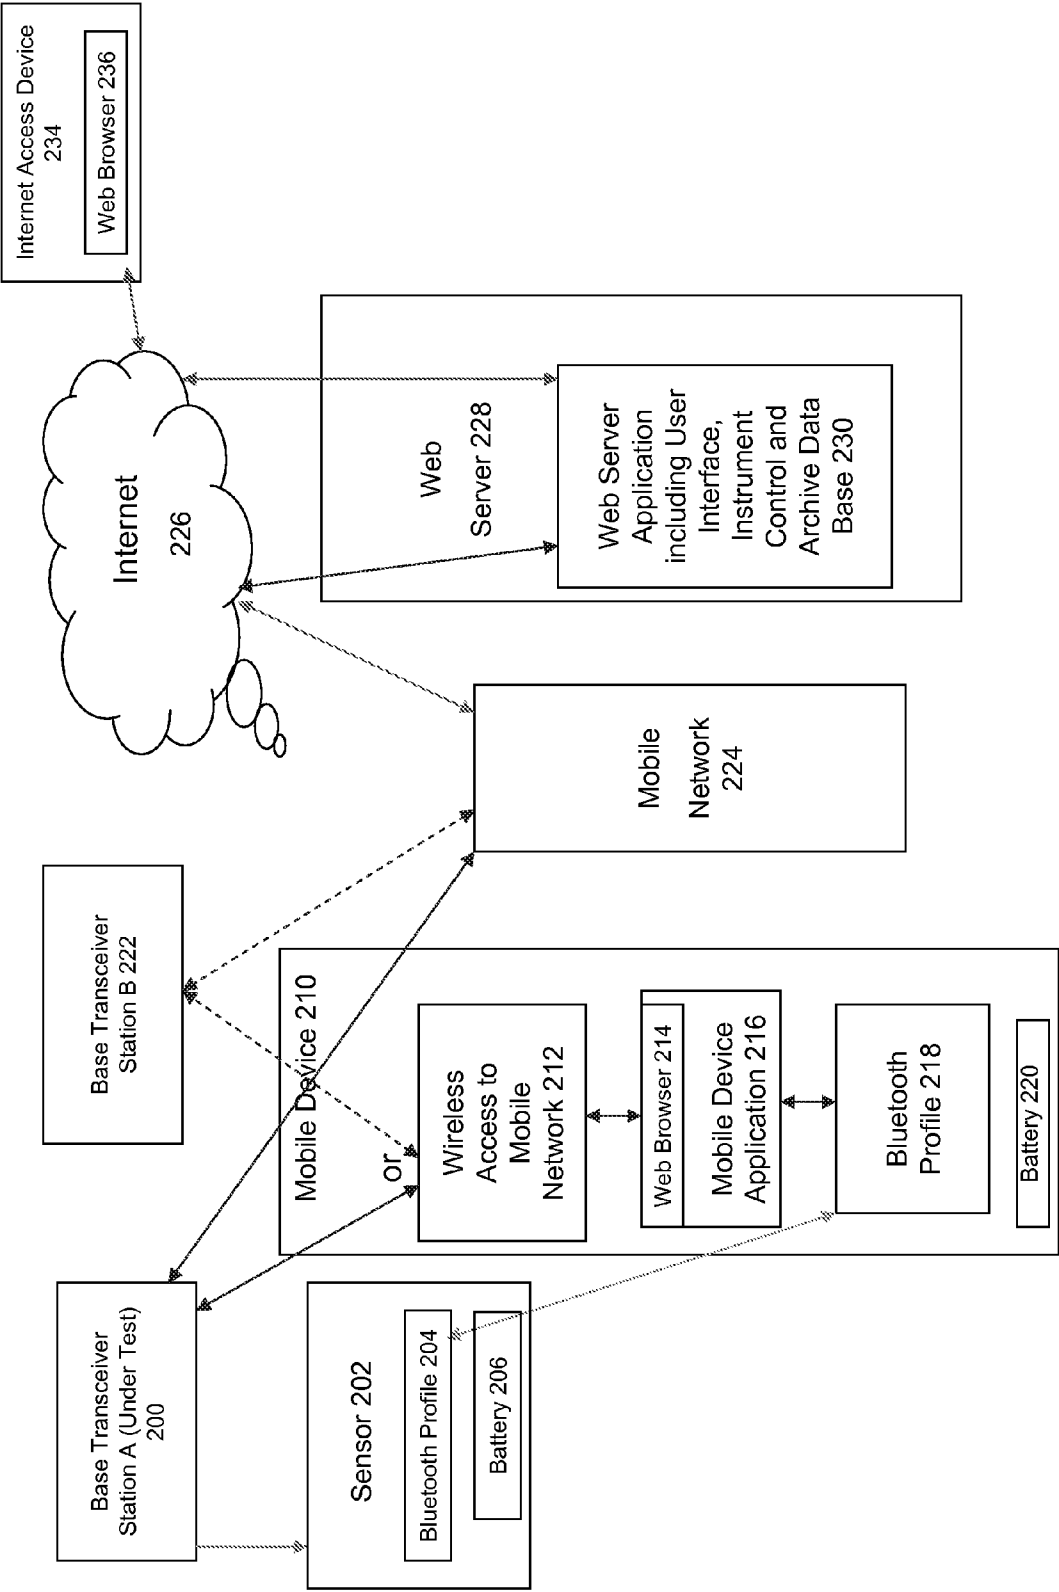 Base Transceiver
Station A (Under Test)
200
Sensor 202
Bluetooth Profile 204
Battery 206
Base Transceiver
Station B 222
Mobile Device 210
or
Wireless
Access to
Mobile
Network 212
Web Browser 214
Mobile Device
Application 216
Bluetooth
Profile 218
Battery 220
Mobile
Network
224
Internet
226
Web
Server 228
Web Server
Application
including User
Interface,
Instrument
Control and
Archive Data
Base 230
Internet Access Device
234
Web Browser 236